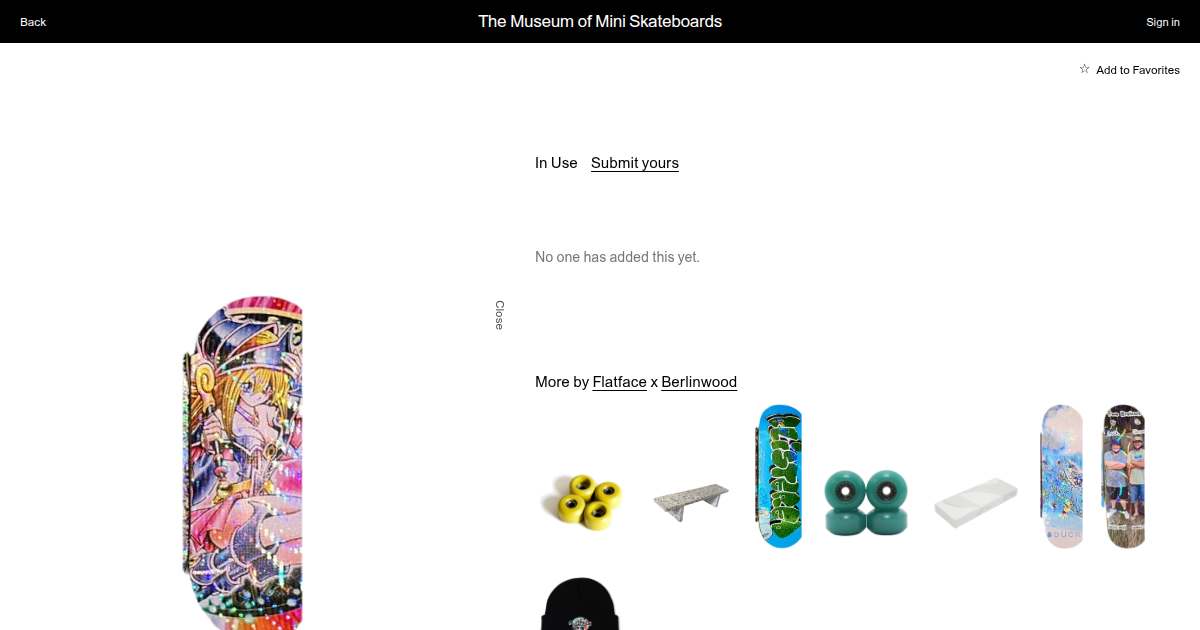 Back
The Museum of Mini Skateboards
Sign in
☆ Add to Favorites
In Use Submit yours
No one has added this yet.
Close
More by Flatface x Berlinwood